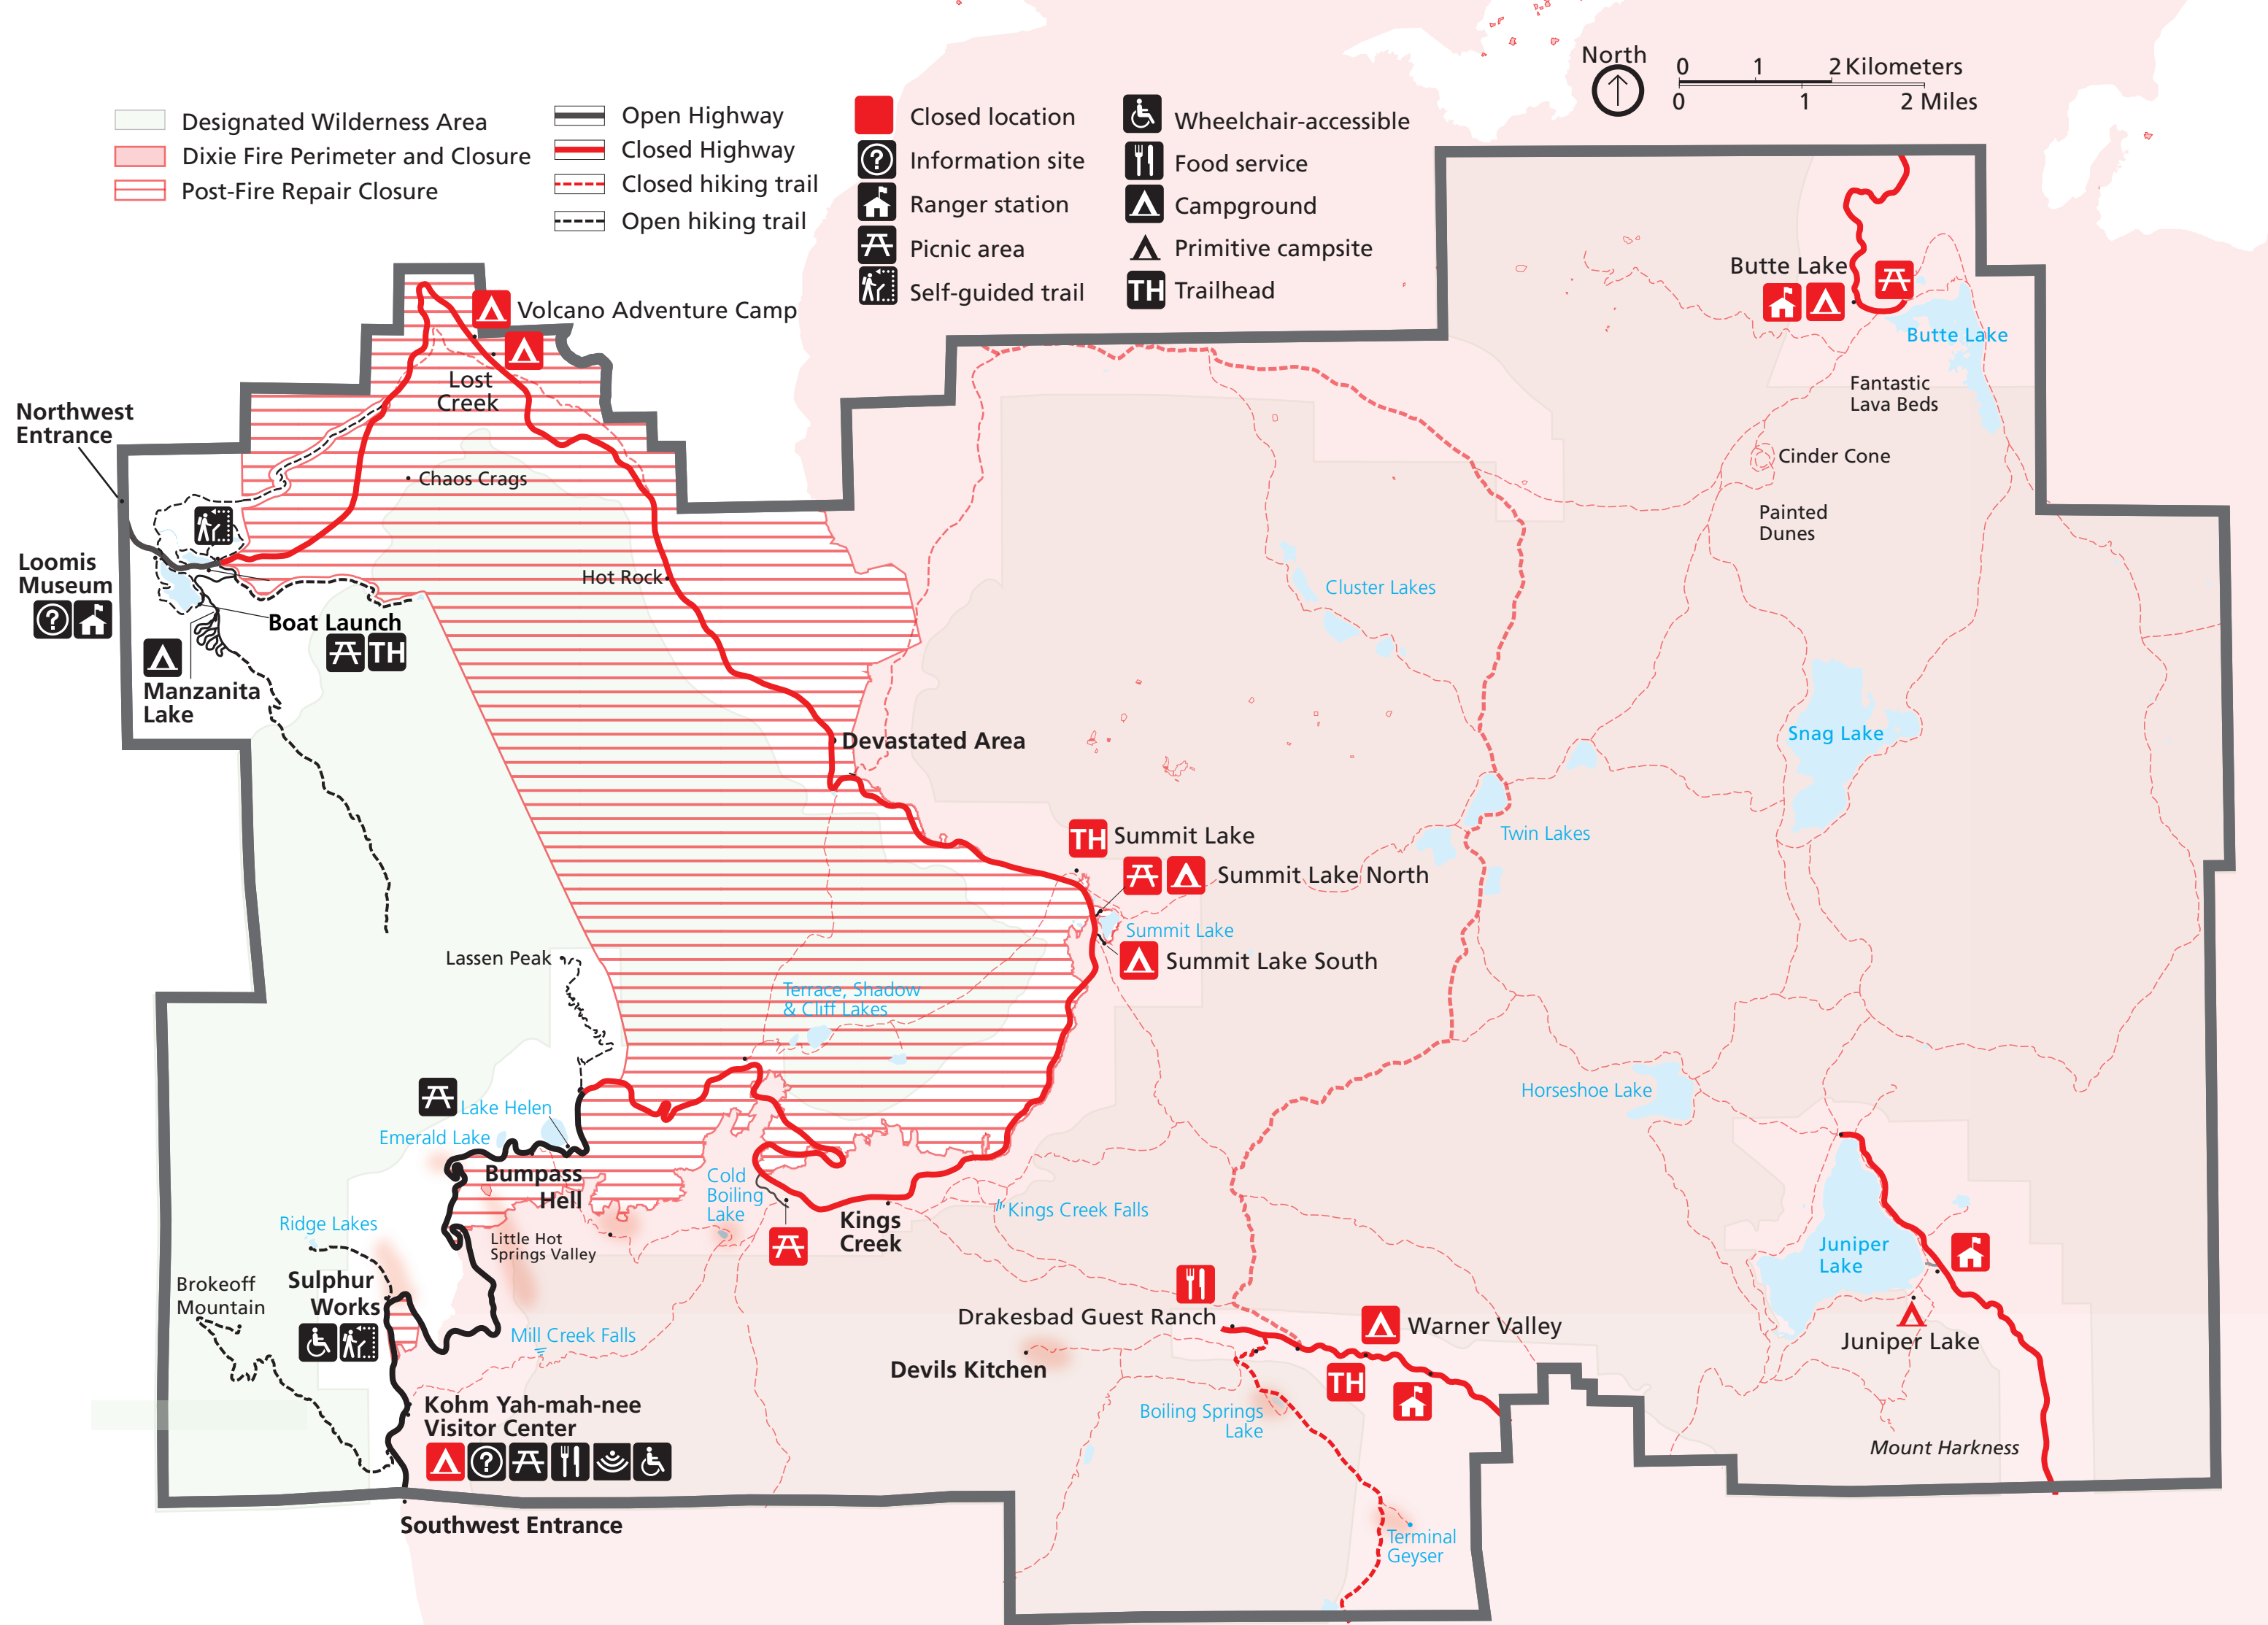 North
0 1 2 Kilometers
0 1 2 Miles
Designated Wilderness Area
Dixie Fire Perimeter and Closure
Post-Fire Repair Closure
Open Highway
Closed Highway
Closed hiking trail
Open hiking trail
Closed location
Information site
Ranger station
Picnic area
Self-guided trail
Wheelchair-accessible
Food service
Campground
Primitive campsite
TH Trailhead
Butte Lake
Butte Lake
Fantastic
Lava Beds
Cinder Cone
Painted
Dunes
Volcano Adventure Camp
Lost
Creek
Northwest
Entrance
Chaos Crags
Loomis
Museum
?
Hot Rock
Boat Launch
TH
Manzanita
Lake
Cluster Lakes
Devastated Area
Snag Lake
TH Summit Lake
Twin Lakes
Summit Lake North
Summit Lake
Summit Lake South
Lassen Peak
Terrace, Shadow
& Cliff Lakes
Lake Helen
Emerald Lake
Horseshoe Lake
Bumpass
Hell
Cold
Boiling
Lake
Kings Creek Falls
Kings
Creek
Ridge Lakes
Little Hot
Springs Valley
Juniper
Lake
Brokeoff
Mountain
Sulphur
Works
Mill Creek Falls
Drakesbad Guest Ranch
Warner Valley
TH
Juniper Lake
Devils Kitchen
Boiling Springs
Lake
Kohm Yah-mah-nee
Visitor Center
?
Mount Harkness
Southwest Entrance
Terminal
Geyser